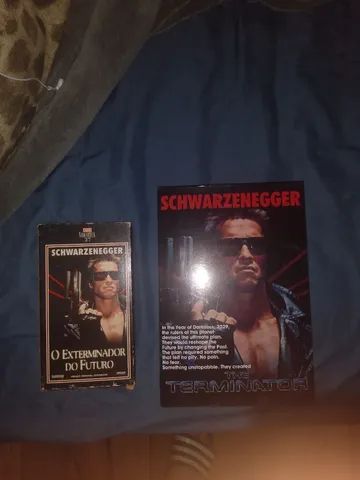 SCHWARZENEGGER
O EXTERMINADOR
DO FUTURO
SCHWARZENEGGER
In the Year of Darkness, 2029,
the rulers of this planet
devised the ultimate plan.
They would reshape the
Future by changing the Past.
The plan required something
that felt no pity. No pain.
No fear.
Something unstoppable. They created
THE
TERMINATOR